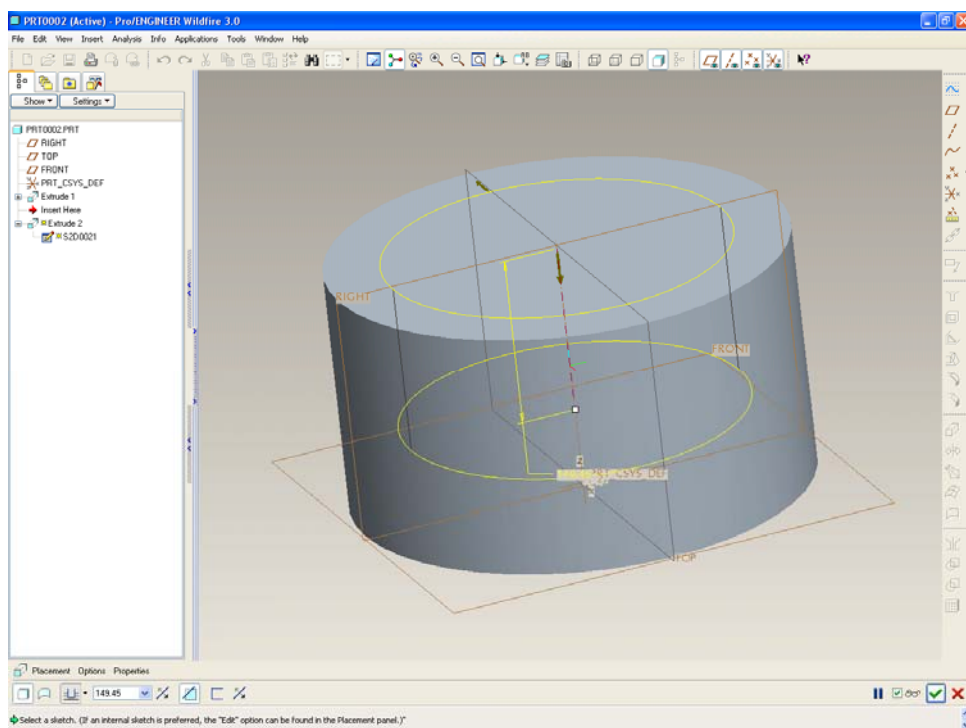 PRT0002 (Active) - Pro/ENGINEER Wildfire 3.0
File Edit View Insert Analysis Info Applications Tools Window Help
Show Settings
PRT0002.PRT
RIGHT
TOP
FRONT
PRT_CSYS_DEF
Extrude 1
Insert Here
Extrude 2
S2D0021
RIGHT
FRONT
PRT_CSYS_DEF
TOP
Placement Options Properties
149.45
Select a sketch. (If an internal sketch is preferred, the "Edit" option can be found in the Placement panel.)"